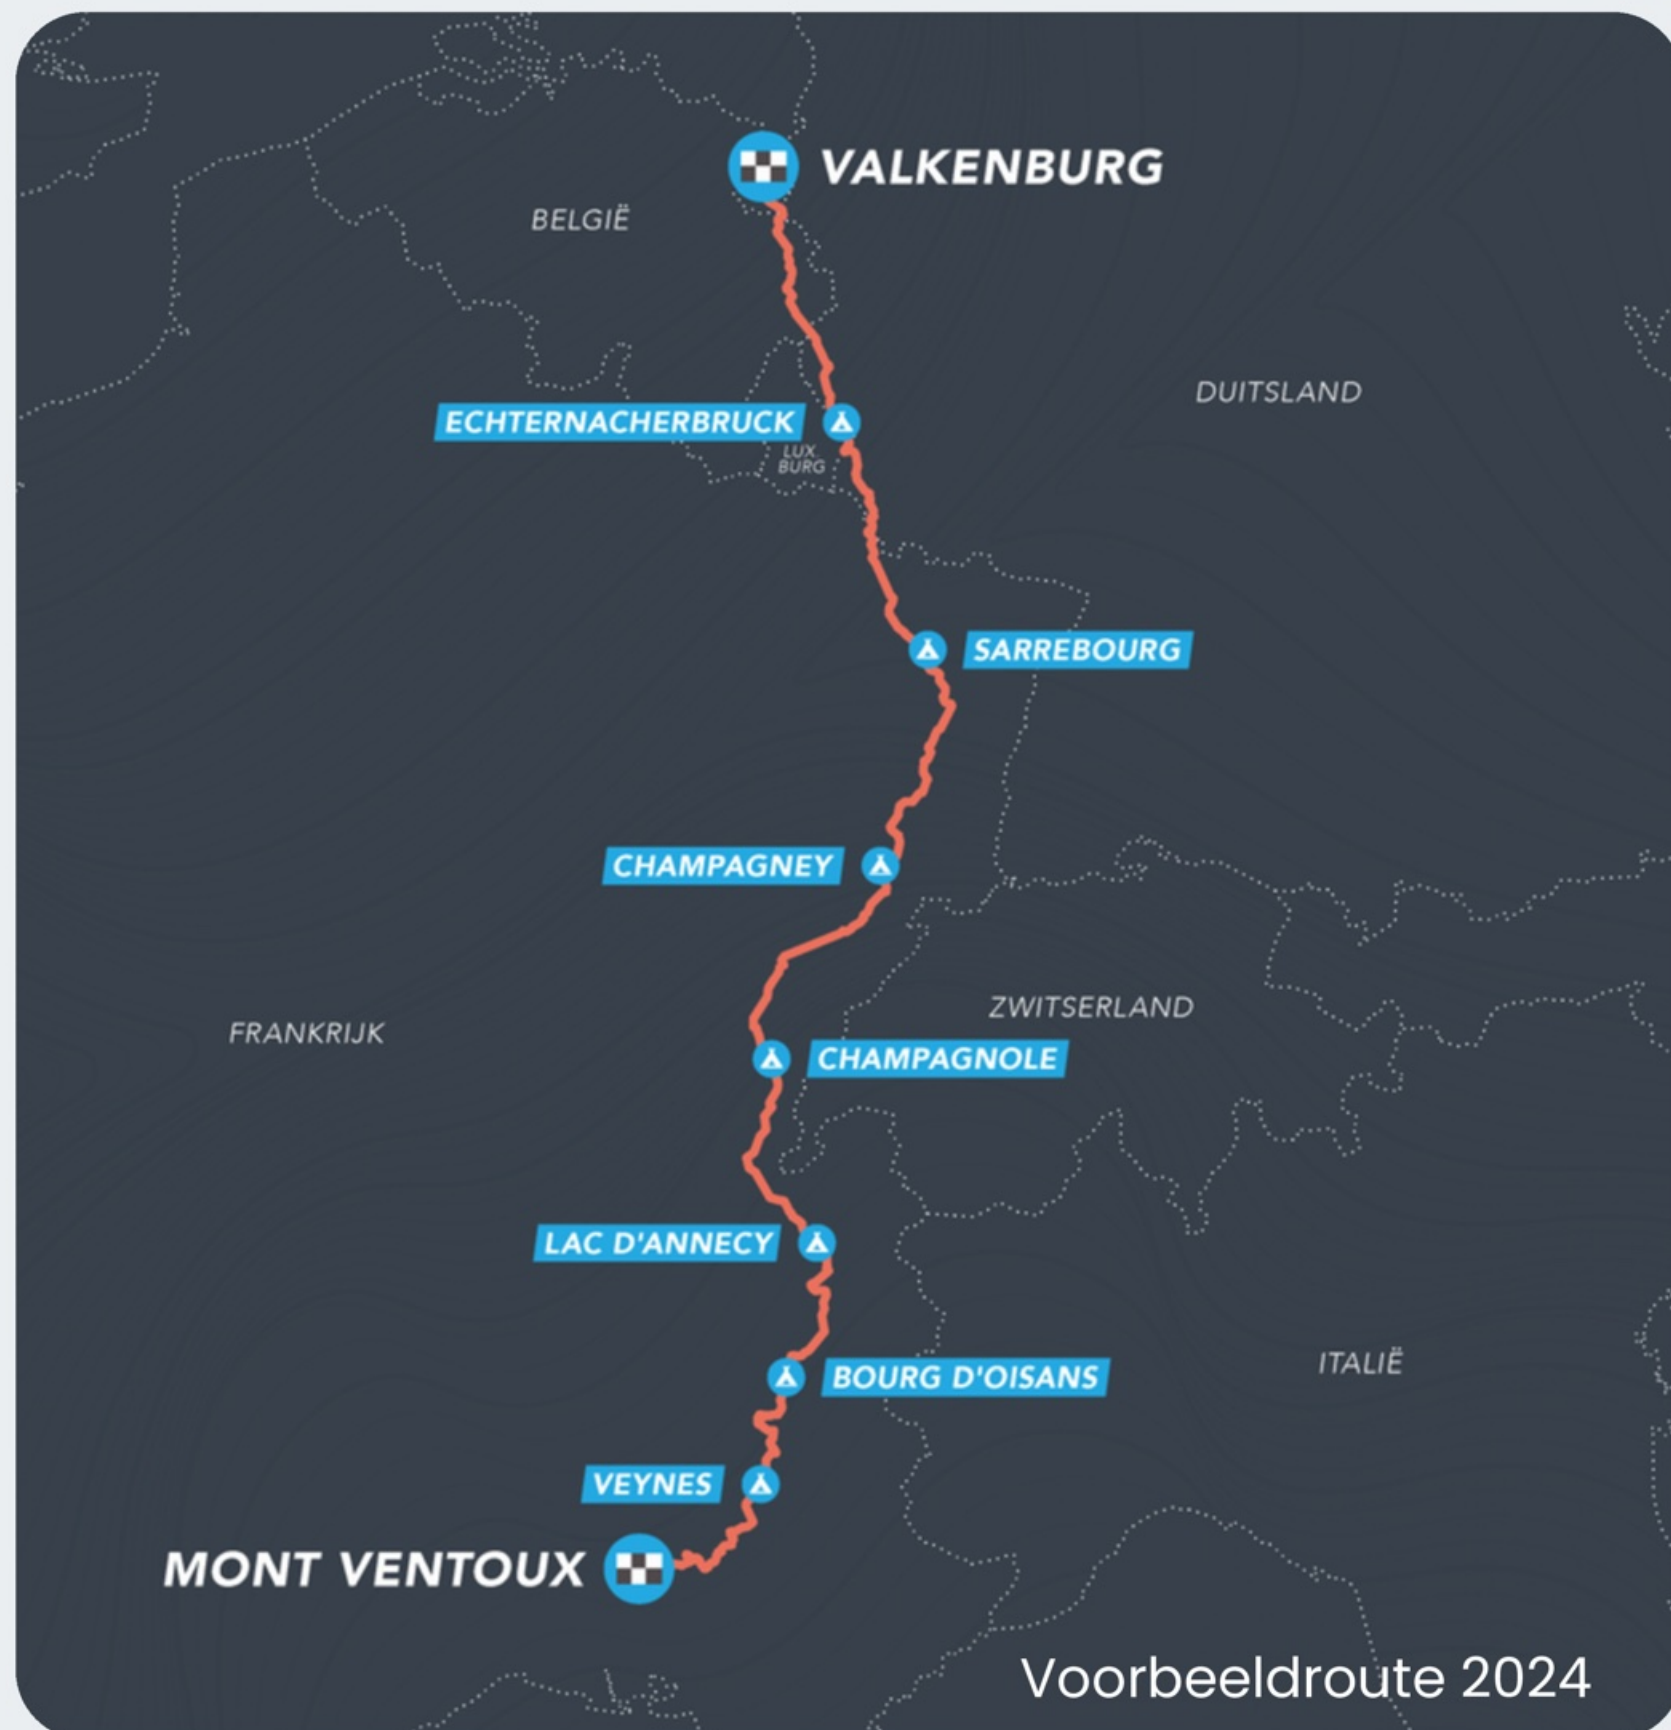 VALKENBURG
BELGIË
DUITSLAND
ECHTERNACHERBRUCK
LUX
BURG
SARREBOURG
CHAMPAGNEY
ZWITSERLAND
FRANKRIJK
CHAMPAGNOLE
LAC D'ANNECY
ITALIË
BOURG D'OISANS
VEYNES
MONT VENTOUX
Voorbeeldroute 2024